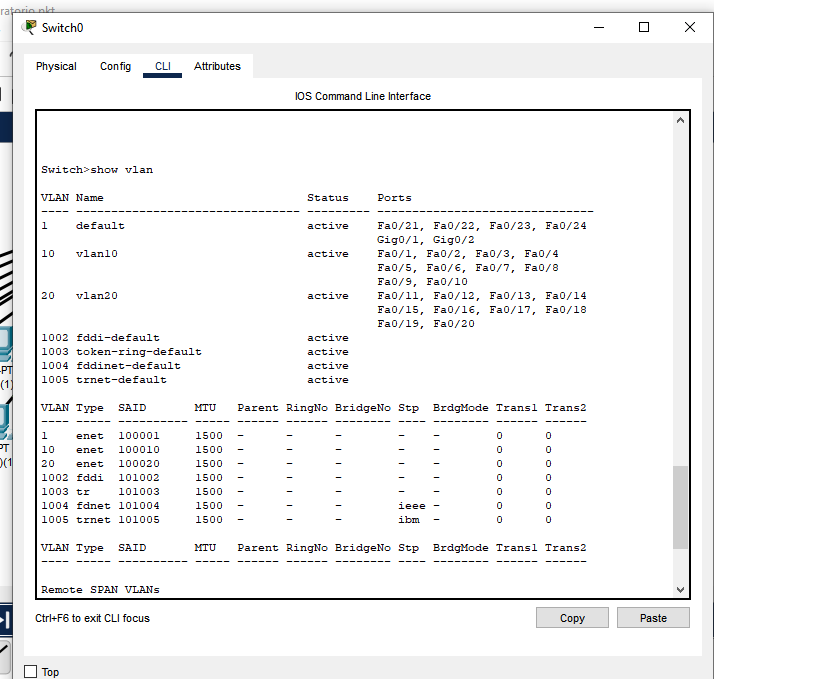 ratorio.pkt
Switch0
Physical Config CLI Attributes
IOS Command Line Interface
Switch>show vlan
VLAN Name                             Status    Ports
---- -------------------------------- --------- -------------------------------
1    default                          active    Fa0/21, Fa0/22, Fa0/23, Fa0/24
                                                Gig0/1, Gig0/2
10   vlan10                           active    Fa0/1, Fa0/2, Fa0/3, Fa0/4
                                                Fa0/5, Fa0/6, Fa0/7, Fa0/8
                                                Fa0/9, Fa0/10
20   vlan20                           active    Fa0/11, Fa0/12, Fa0/13, Fa0/14
                                                Fa0/15, Fa0/16, Fa0/17, Fa0/18
                                                Fa0/19, Fa0/20
1002 fddi-default                     active
1003 token-ring-default               active
1004 fddinet-default                  active
1005 trnet-default                    active
VLAN Type  SAID       MTU   Parent RingNo BridgeNo Stp  BrdgMode Trans1 Trans2
---- ----- ---------- ----- ------ ------ -------- ---- -------- ------ ------
1    enet  100001     1500  -      -      -        -    -        0      0
10   enet  100010     1500  -      -      -        -    -        0      0
20   enet  100020     1500  -      -      -        -    -        0      0
1002 fddi  101002     1500  -      -      -        -    -        0      0
1003 tr    101003     1500  -      -      -        -    -        0      0
1004 fdnet 101004     1500  -      -      -        ieee -        0      0
1005 trnet 101005     1500  -      -      -        ibm  -        0      0
VLAN Type  SAID       MTU   Parent RingNo BridgeNo Stp  BrdgMode Trans1 Trans2
---- ----- ---------- ----- ------ ------ -------- ---- -------- ------ ------
Remote SPAN VLANs
Ctrl+F6 to exit CLI focus
Copy Paste
Top
-PT
(1)
PT
)(1